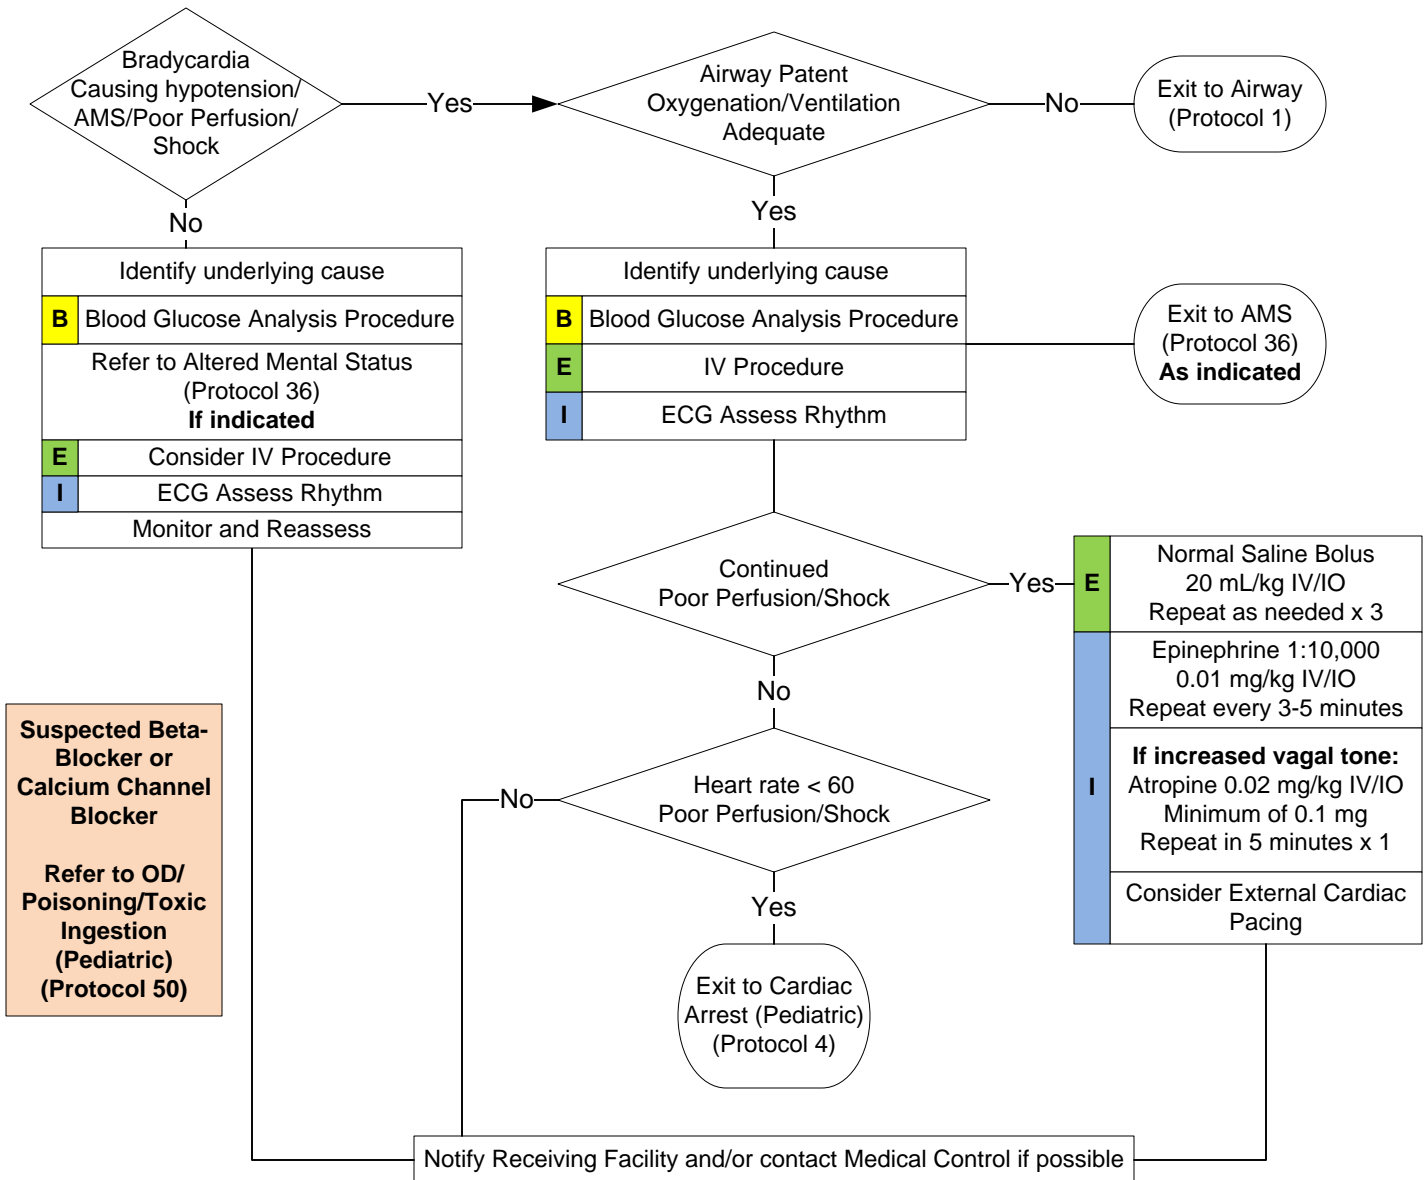 Bradycardia
Causing hypotension/
AMS/Poor Perfusion/
Shock
Yes
Airway Patent
Oxygenation/Ventilation
Adequate
No
Exit to Airway
(Protocol 1)
No
Yes
Identify underlying cause
B Blood Glucose Analysis Procedure
Refer to Altered Mental Status
(Protocol 36)
If indicated
E Consider IV Procedure
I ECG Assess Rhythm
Monitor and Reassess
Identify underlying cause
B Blood Glucose Analysis Procedure
E IV Procedure
I ECG Assess Rhythm
Exit to AMS
(Protocol 36)
As indicated
Continued
Poor Perfusion/Shock
Yes
E
Normal Saline Bolus
20 mL/kg IV/IO
Repeat as needed x 3
I
Epinephrine 1:10,000
0.01 mg/kg IV/IO
Repeat every 3-5 minutes
If increased vagal tone:
Atropine 0.02 mg/kg IV/IO
Minimum of 0.1 mg
Repeat in 5 minutes x 1
Consider External Cardiac
Pacing
No
Heart rate < 60
Poor Perfusion/Shock
No
Yes
Exit to Cardiac
Arrest (Pediatric)
(Protocol 4)
Suspected Beta-
Blocker or
Calcium Channel
Blocker
Refer to OD/
Poisoning/Toxic
Ingestion
(Pediatric)
(Protocol 50)
Notify Receiving Facility and/or contact Medical Control if possible